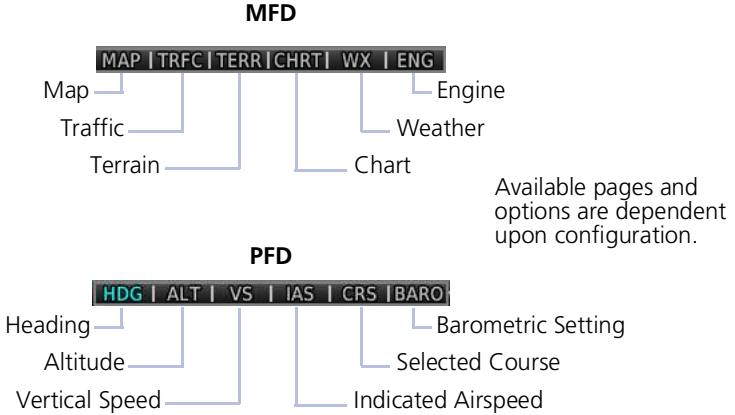 MFD
MAP | TRFC | TERR | CHRT | WX | ENG
Map
Engine
Traffic
Weather
Terrain
Chart
Available pages and
options are dependent
upon configuration.
PFD
HDG | ALT | VS | IAS | CRS | BARO
Heading
Barometric Setting
Altitude
Selected Course
Vertical Speed
Indicated Airspeed